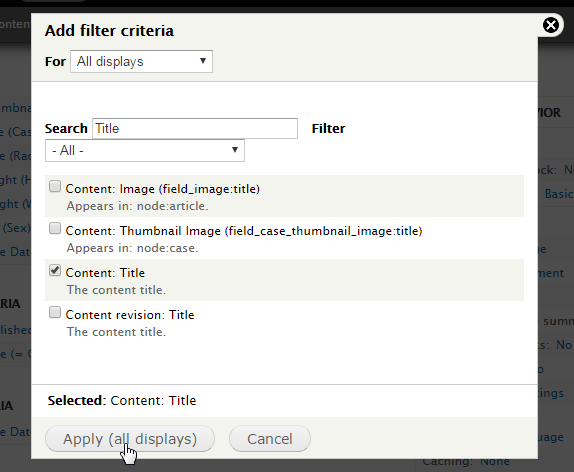 Add filter criteria
For All displays
Search Title Filter
- All -
Content: Image (field_image:title)
Appears in: node:article.
Content: Thumbnail Image (field_case_thumbnail_image:title)
Appears in: node:case.
Content: Title
The content title.
Content revision: Title
The content title.
Selected: Content: Title
Apply (all displays) Cancel
Caching: None